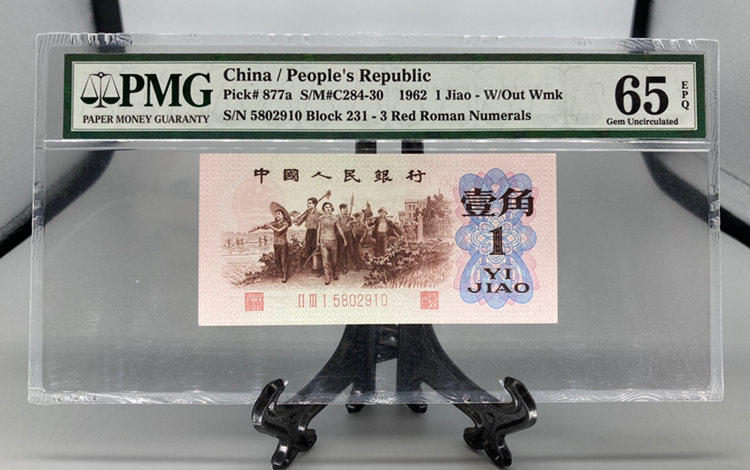 PMG
PAPER MONEY GUARANTY
China / People's Republic
Pick# 877a S/M#C284-30 1962 1 Jiao - W/Out Wmk
S/N 5802910 Block 231 - 3 Red Roman Numerals
65 EPQ
Gem Uncirculated
中國人民銀行
壹角
1
YI
JIAO
II III I 5802910